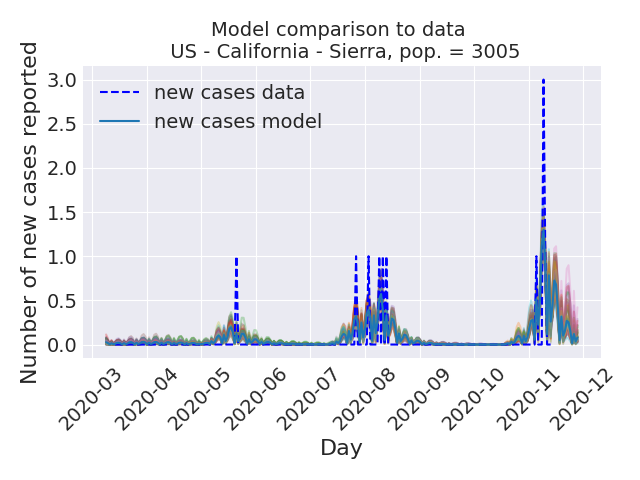 Model comparison to data
US - California - Sierra, pop. = 3005
Number of new cases reported
3.0
2.5
2.0
1.5
1.0
0.5
0.0
new cases data
new cases model
2020-03
2020-04
2020-05
2020-06
2020-07
2020-08
2020-09
2020-10
2020-11
2020-12
Day